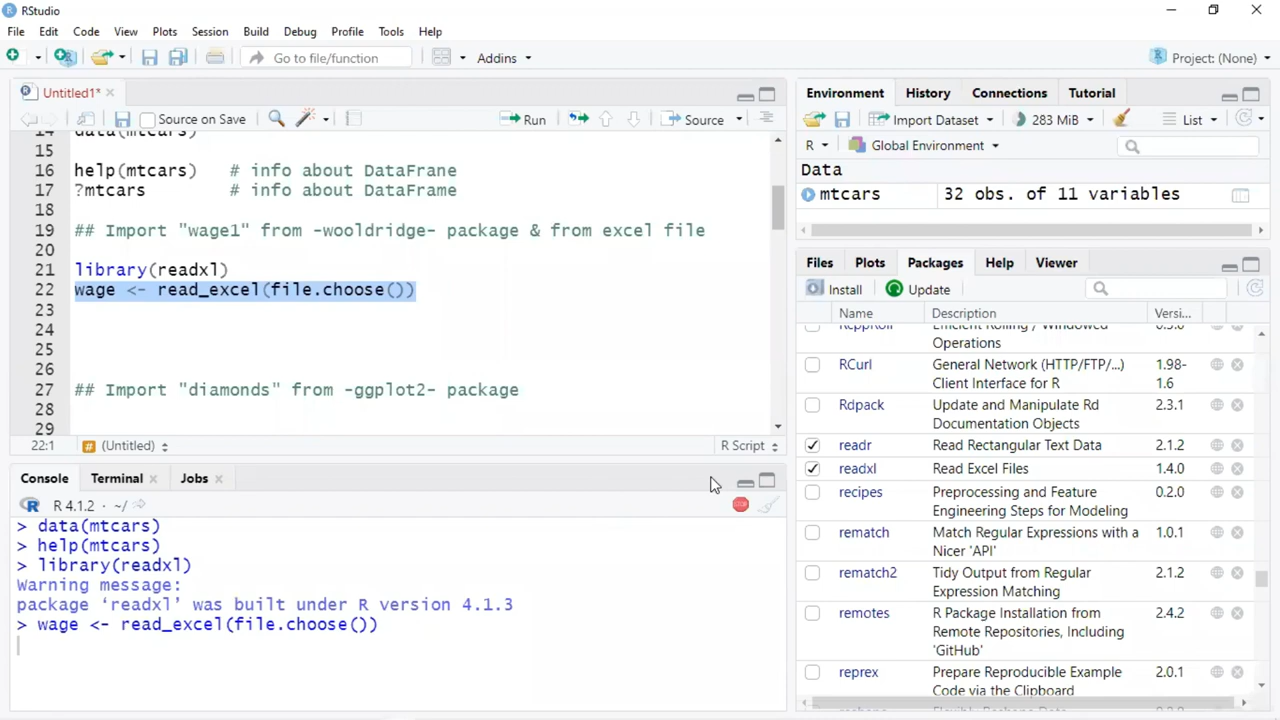 RStudio
File Edit Code View Plots Session Build Debug Profile Tools Help
Go to file/function Addins Project: (None)
Untitled1*
Source on Save Run Source
14 data(mtcars)
15
16 help(mtcars) # info about DataFrane
17 ?mtcars # info about DataFrame
18
19 ## Import "wage1" from -wooldridge- package & from excel file
20
21 library(readxl)
22 wage <- read_excel(file.choose())
23
24
25
26
27 ## Import "diamonds" from -ggplot2- package
28
29
22:1 (Untitled) R Script
Console Terminal Jobs
R 4.1.2 · ~/
> data(mtcars)
> help(mtcars)
> library(readxl)
Warning message:
package ‘readxl’ was built under R version 4.1.3
> wage <- read_excel(file.choose())
Environment History Connections Tutorial
Import Dataset 283 MiB List
R Global Environment
Data
mtcars 32 obs. of 11 variables
Files Plots Packages Help Viewer
Install Update
Name Description Versi...
RcppRoll Efficient Rolling / Windowed
Operations
RCurl General Network (HTTP/FTP/...) 1.98-
Client Interface for R 1.6
Rdpack Update and Manipulate Rd 2.3.1
Documentation Objects
readr Read Rectangular Text Data 2.1.2
readxl Read Excel Files 1.4.0
recipes Preprocessing and Feature 0.2.0
Engineering Steps for Modeling
rematch Match Regular Expressions with a 1.0.1
Nicer 'API'
rematch2 Tidy Output from Regular 2.1.2
Expression Matching
remotes R Package Installation from 2.4.2
Remote Repositories, Including
'GitHub'
reprex Prepare Reproducible Example 2.0.1
Code via the Clipboard